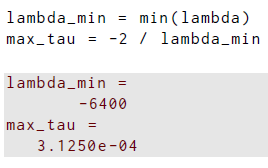 lambda_min = min(lambda)
max_tau = -2 / lambda_min
lambda_min =
-6400
max_tau =
3.1250e-04